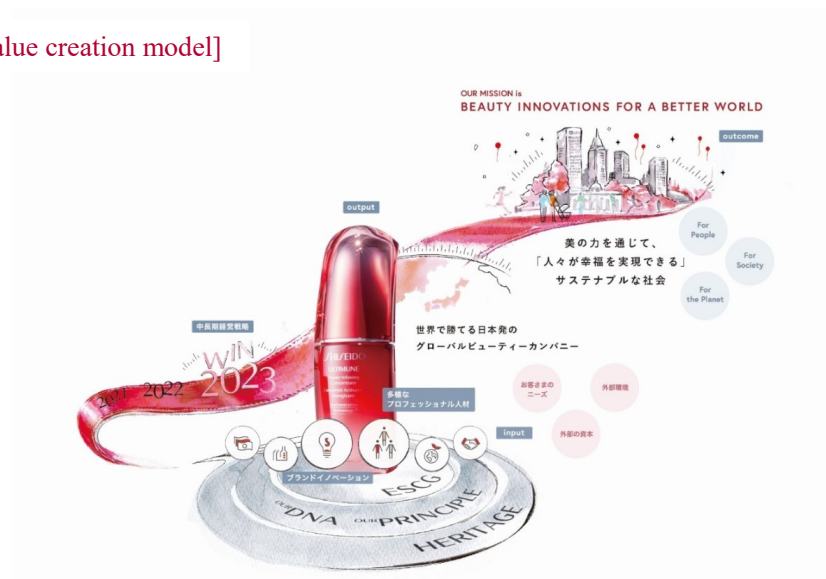 alue creation model]
OUR MISSION is
BEAUTY INNOVATIONS FOR A BETTER WORLD
outcome
output
For
People
For
Society
For
the Planet
美の力を通じて、
「人々が幸福を実現できる」
サステナブルな社会
中長期経営戦略
WIN
2023
2022
2021
世界で勝てる日本発の
グローバルビューティーカンパニー
SHISEIDO
ULTIMUNE
多様な
プロフェッショナル人材
お客さまの
ニーズ
外部環境
外部の資本
input
ブランドイノベーション
ESCG
OUR DNA
OUR PRINCIPLE
HERITAGE